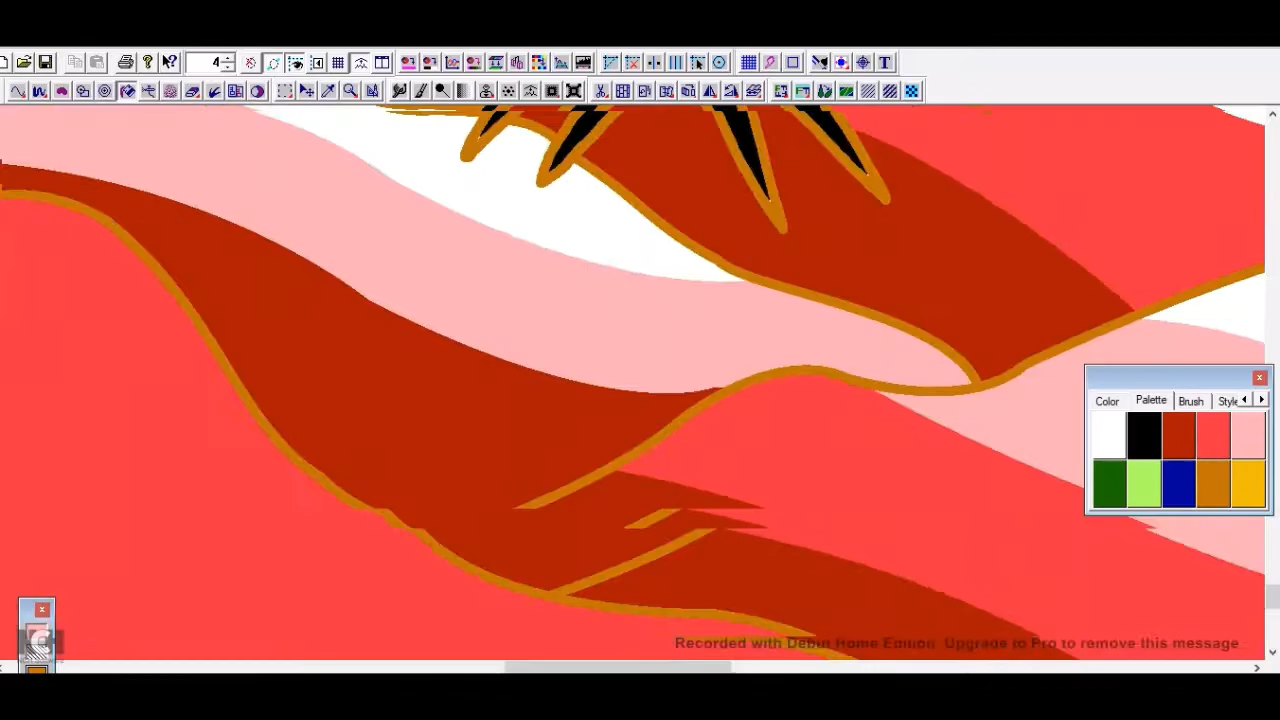 4
T
Color Palette Brush Style
Recorded with Debut Home Edition. Upgrade to Pro to remove this message